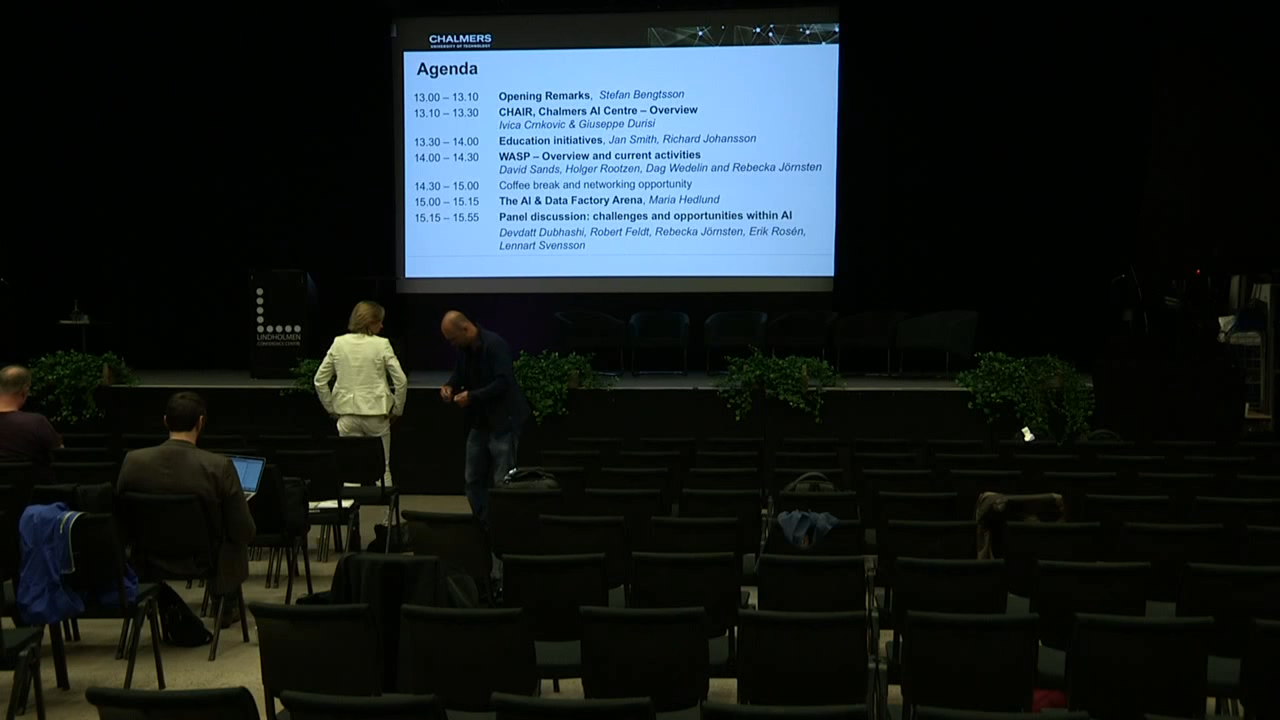 CHALMERS
UNIVERSITY OF TECHNOLOGY
Agenda
13.00 – 13.10 Opening Remarks, Stefan Bengtsson
13.10 – 13.30 CHAIR, Chalmers AI Centre – Overview
Ivica Crnkovic & Giuseppe Durisi
13.30 – 14.00 Education initiatives, Jan Smith, Richard Johansson
14.00 – 14.30 WASP – Overview and current activities
David Sands, Holger Rootzen, Dag Wedelin and Rebecka Jörnsten
14.30 – 15.00 Coffee break and networking opportunity
15.00 – 15.15 The AI & Data Factory Arena, Maria Hedlund
15.15 – 15.55 Panel discussion: challenges and opportunities within AI
Devdatt Dubhashi, Robert Feldt, Rebecka Jörnsten, Erik Rosén,
Lennart Svensson
LINDHOLMEN
CONFERENCE CENTRE